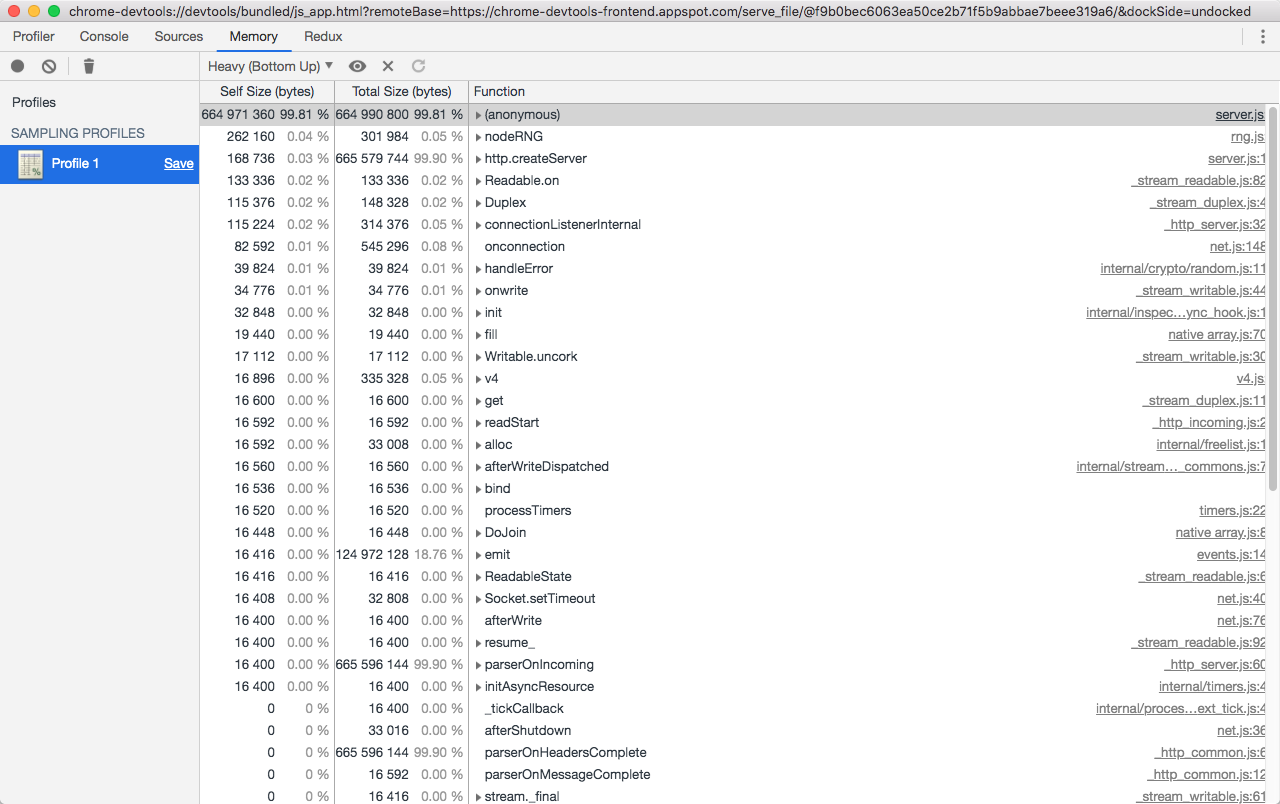 chrome-devtools://devtools/bundled/js_app.html?remoteBase=https://chrome-devtools-frontend.appspot.com/serve_file/@f9b0bec6063ea50ce2b71f5b9abbae7beee319a6/&dockSide=undocked
Profiler Console Sources Memory Redux
Heavy (Bottom Up) ▼
Profiles
SAMPLING PROFILES
Profile 1 Save
Self Size (bytes) Total Size (bytes) Function
664 971 360 99.81 % 664 990 800 99.81 % (anonymous) server.js
262 160 0.04 % 301 984 0.05 % nodeRNG rng.js
168 736 0.03 % 665 579 744 99.90 % http.createServer server.js:1
133 336 0.02 % 133 336 0.02 % Readable.on _stream_readable.js:82
115 376 0.02 % 148 328 0.02 % Duplex _stream_duplex.js:4
115 224 0.02 % 314 376 0.05 % connectionListenerInternal _http_server.js:32
82 592 0.01 % 545 296 0.08 % onconnection net.js:148
39 824 0.01 % 39 824 0.01 % handleError internal/crypto/random.js:11
34 776 0.01 % 34 776 0.01 % onwrite _stream_writable.js:44
32 848 0.00 % 32 848 0.00 % init internal/inspec…ync_hook.js:1
19 440 0.00 % 19 440 0.00 % fill native array.js:70
17 112 0.00 % 17 112 0.00 % Writable.uncork _stream_writable.js:30
16 896 0.00 % 335 328 0.05 % v4 v4.js
16 600 0.00 % 16 600 0.00 % get _stream_duplex.js:11
16 592 0.00 % 16 592 0.00 % readStart _http_incoming.js:2
16 592 0.00 % 33 008 0.00 % alloc internal/freelist.js:1
16 560 0.00 % 16 560 0.00 % afterWriteDispatched internal/stream…_commons.js:7
16 536 0.00 % 16 536 0.00 % bind
16 520 0.00 % 16 520 0.00 % processTimers timers.js:22
16 448 0.00 % 16 448 0.00 % DoJoin native array.js:8
16 416 0.00 % 124 972 128 18.76 % emit events.js:14
16 416 0.00 % 16 416 0.00 % ReadableState _stream_readable.js:6
16 408 0.00 % 32 808 0.00 % Socket.setTimeout net.js:40
16 400 0.00 % 16 400 0.00 % afterWrite net.js:76
16 400 0.00 % 16 400 0.00 % resume_ _stream_readable.js:92
16 400 0.00 % 665 596 144 99.90 % parserOnIncoming _http_server.js:60
16 400 0.00 % 16 400 0.00 % initAsyncResource internal/timers.js:4
0 0 % 16 400 0.00 % _tickCallback internal/proces…ext_tick.js:4
0 0 % 33 016 0.00 % afterShutdown net.js:36
0 0 % 665 596 144 99.90 % parserOnHeadersComplete _http_common.js:6
0 0 % 16 592 0.00 % parserOnMessageComplete _http_common.js:12
0 0 % 16 416 0.00 % stream._final _stream_writable.js:61